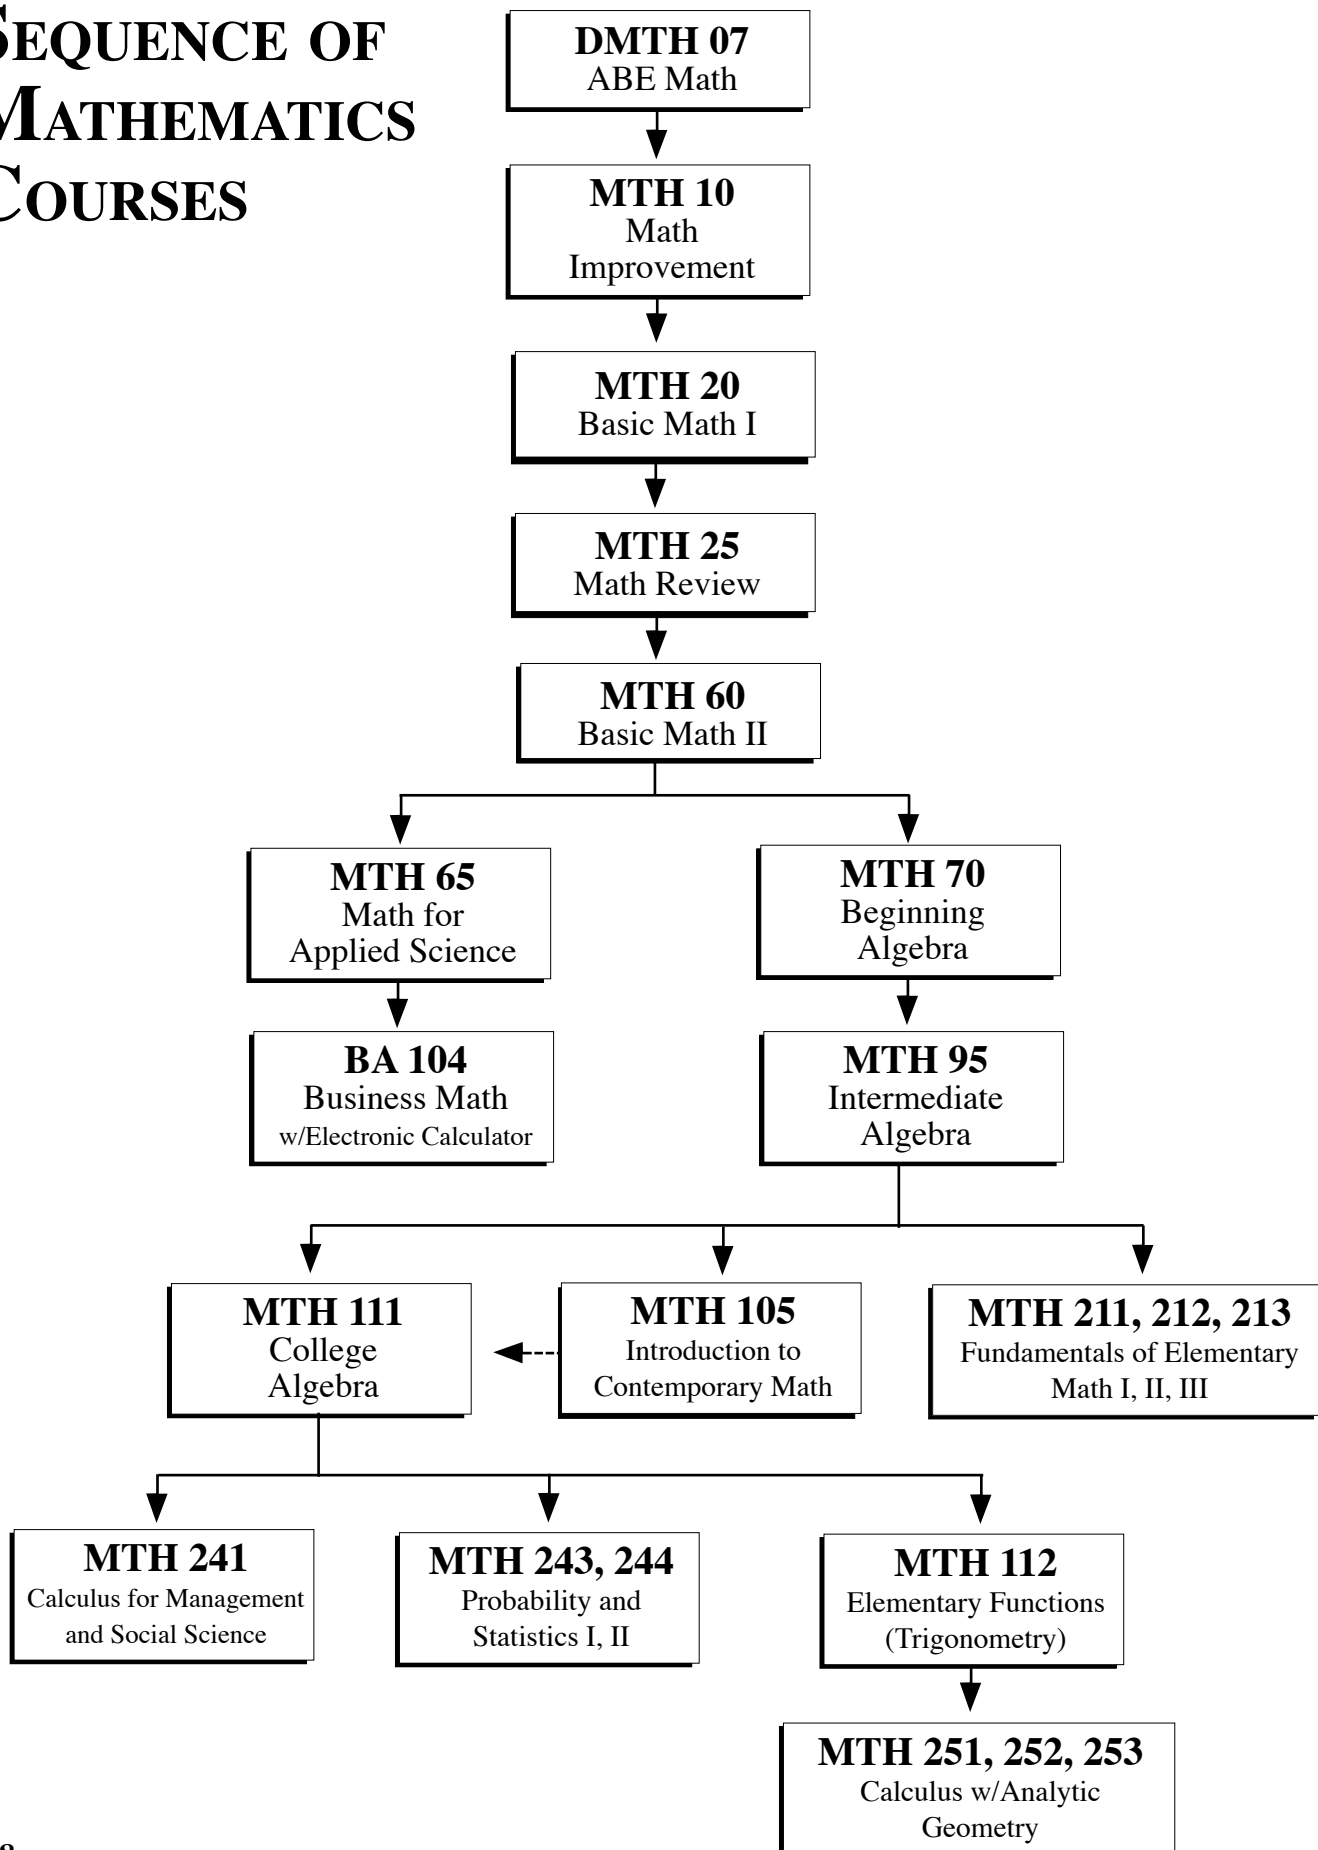 SEQUENCE OF
MATHEMATICS
COURSES
DMTH 07
ABE Math
MTH 10
Math
Improvement
MTH 20
Basic Math I
MTH 25
Math Review
MTH 60
Basic Math II
MTH 65
Math for
Applied Science
MTH 70
Beginning
Algebra
BA 104
Business Math
w/Electronic Calculator
MTH 95
Intermediate
Algebra
MTH 111
College
Algebra
MTH 105
Introduction to
Contemporary Math
MTH 211, 212, 213
Fundamentals of Elementary
Math I, II, III
MTH 241
Calculus for Management
and Social Science
MTH 243, 244
Probability and
Statistics I, II
MTH 112
Elementary Functions
(Trigonometry)
MTH 251, 252, 253
Calculus w/Analytic
Geometry